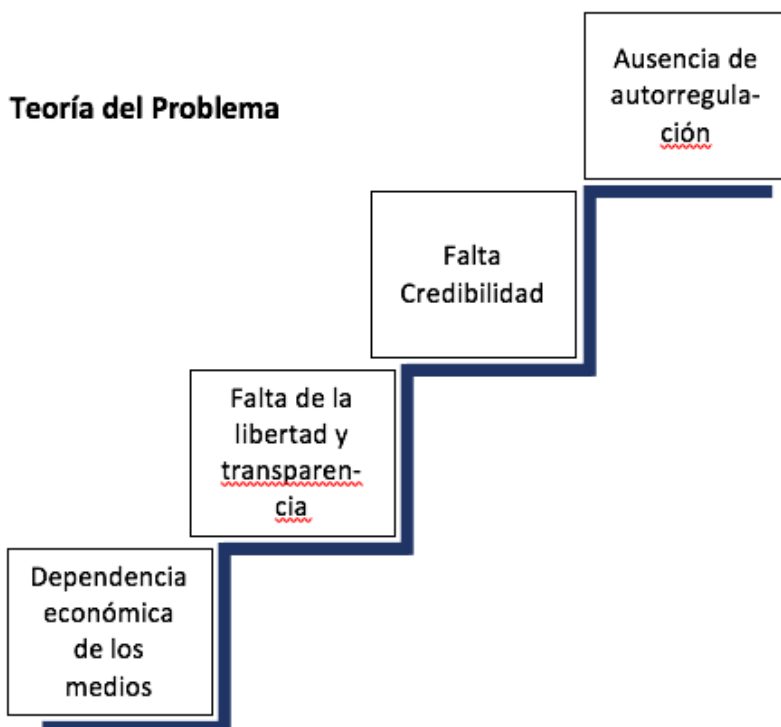 Teoría del Problema
Ausencia de
autorregula-
ción
Falta
Credibilidad
Falta de la
libertad y
transparen-
cia
Dependencia
económica
de los
medios